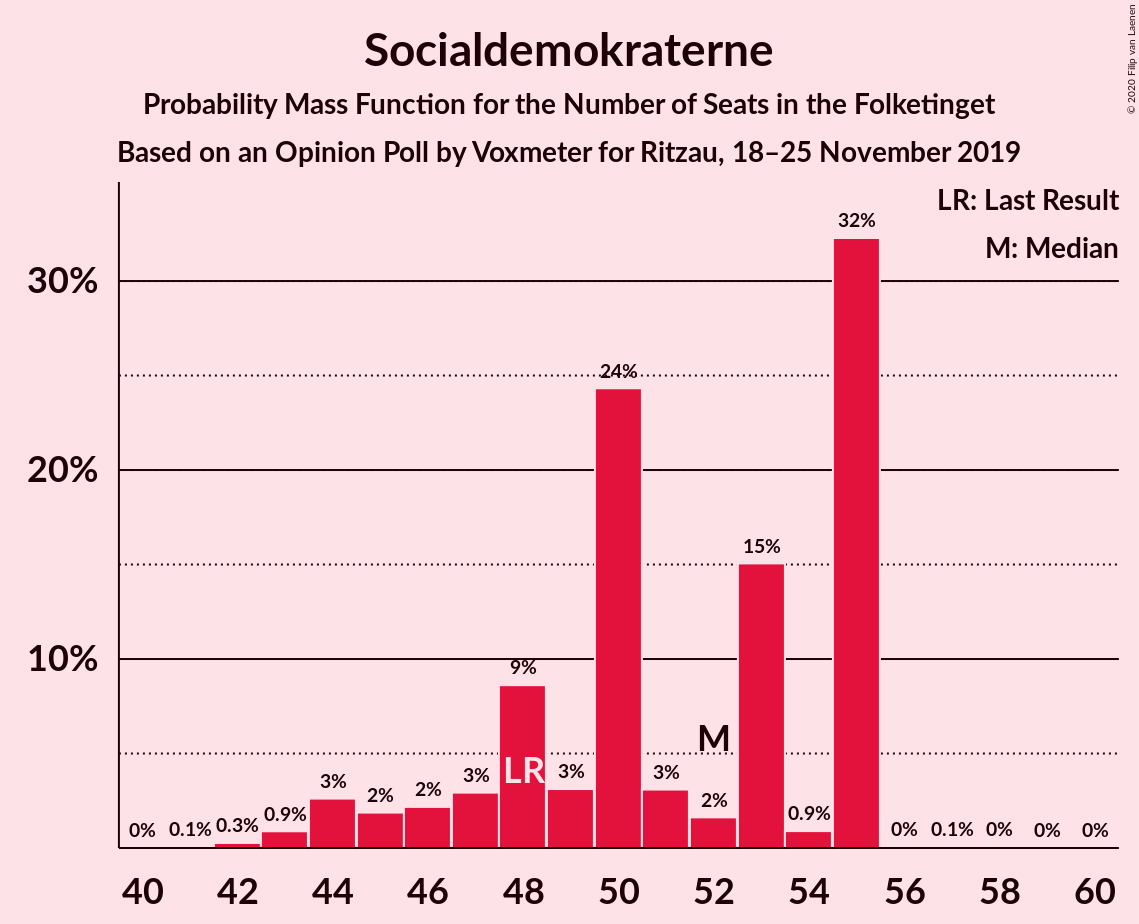 Socialdemokraterne
Probability Mass Function for the Number of Seats in the Folketinget
Based on an Opinion Poll by Voxmeter for Ritzau, 18–25 November 2019
© 2020 Filip van Laenen
LR: Last Result
M: Median
30%
20%
10%
0%
0.1%
0.3%
0.9%
3%
2%
2%
3%
9%
3%
24%
3%
2%
15%
0.9%
32%
0%
0.1%
0%
0%
0%
LR
M
40 42 44 46 48 50 52 54 56 58 60